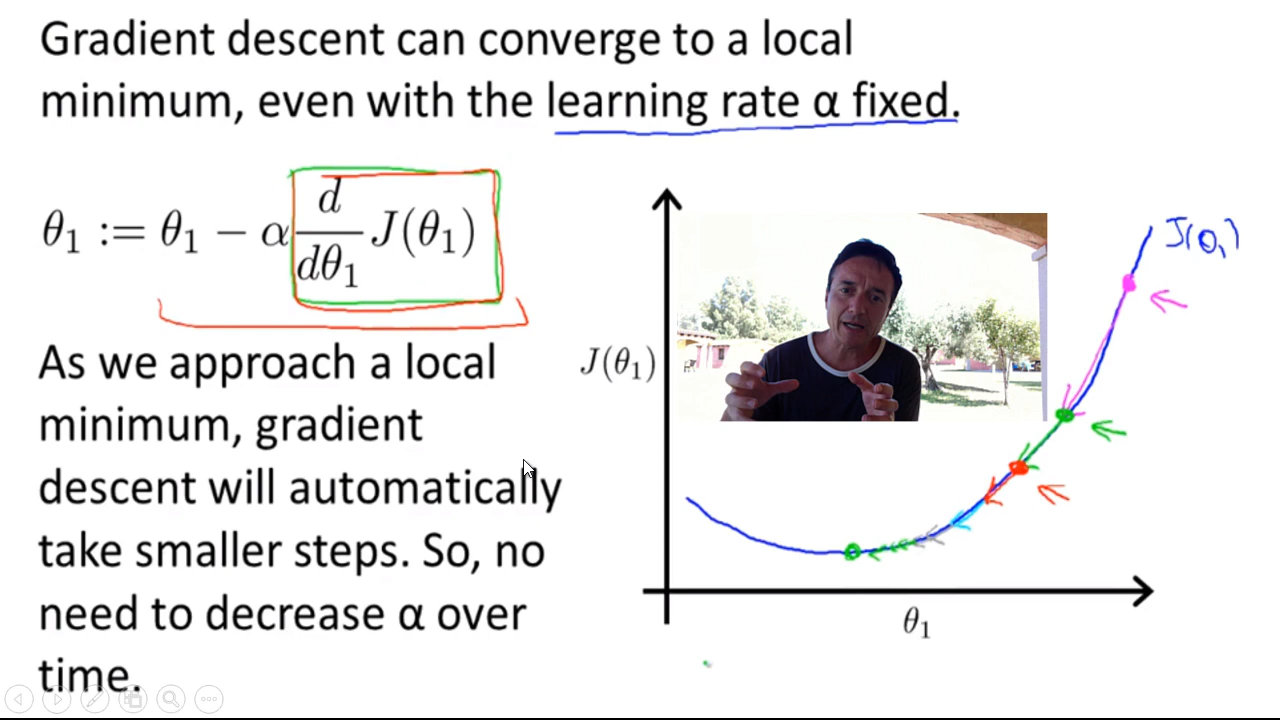 Gradient descent can converge to a local
minimum, even with the learning rate α fixed.
θ₁ := θ₁ − α d/dθ₁ J(θ₁)
As we approach a local
minimum, gradient
descent will automatically
take smaller steps. So, no
need to decrease α over
time.
J(θ₁)
J(θ₁)
θ₁